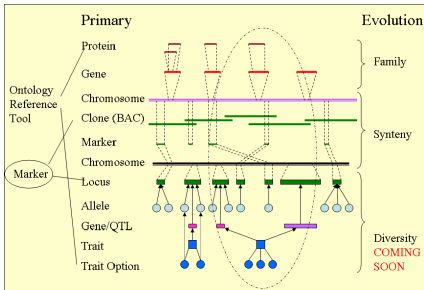 Primary
Evolution
Protein
Gene
Family
Ontology
Reference
Tool
Chromosome
Clone (BAC)
Marker
Synteny
Chromosome
Marker
Locus
Allele
Gene/QTL
Trait
Trait Option
Diversity
COMING
SOON